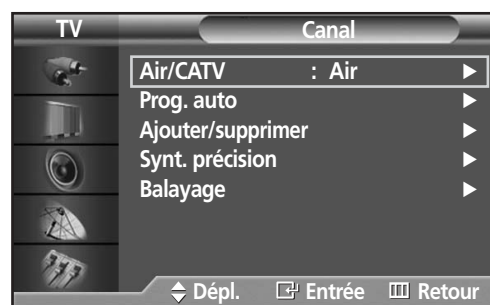 TV Canal
Air/CATV : Air
Prog. auto
Ajouter/supprimer
Synt. précision
Balayage
Dépl. Entrée Retour